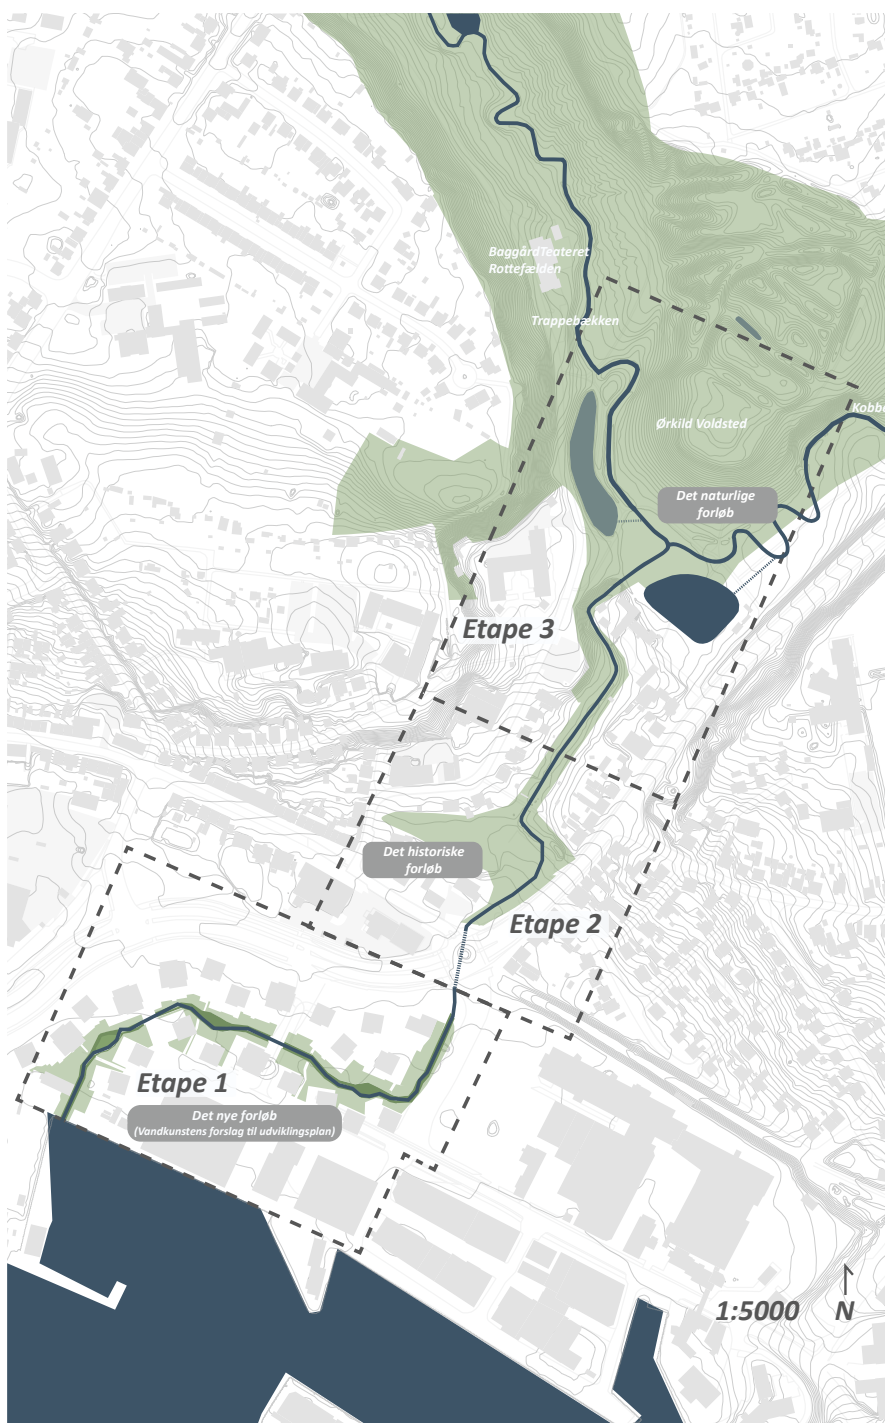 BaggårdTeateret
Rottefælden
Trappebækken
Kobbe
Ørkild Voldsted
Det naturlige
forløb
Etape 3
Det historiske
forløb
Etape 2
Etape 1
Det nye forløb
(Vandkunstens forslag til udviklingsplan)
1:5000
N